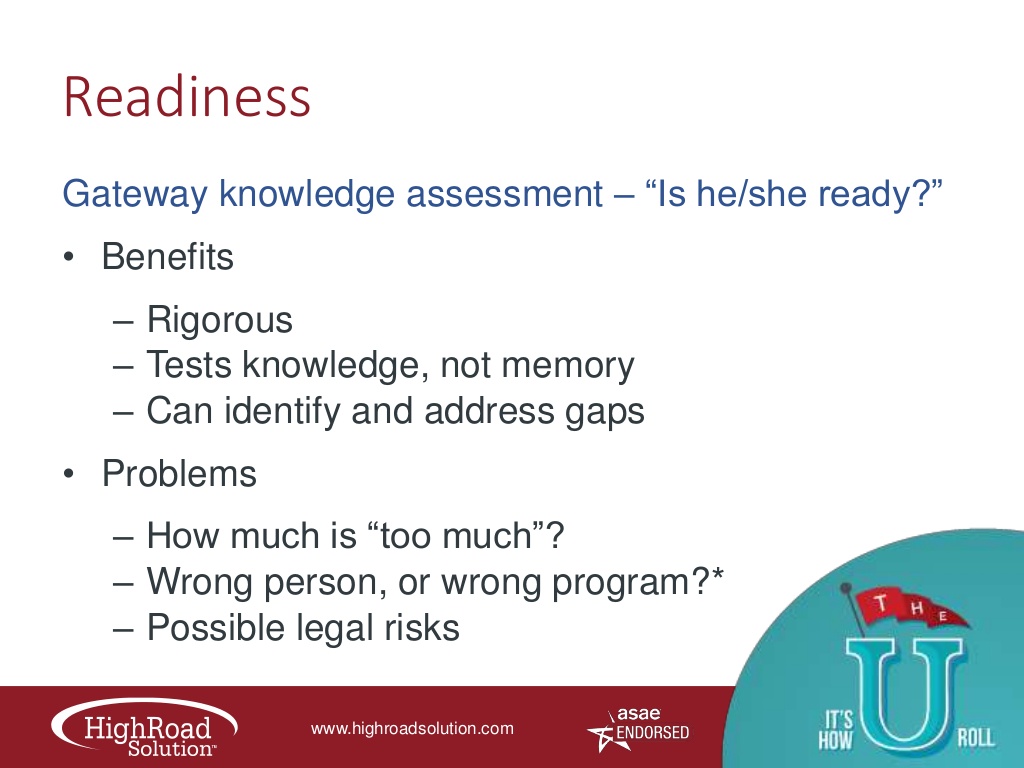 Readiness
Gateway knowledge assessment – “Is he/she ready?”
• Benefits
– Rigorous
– Tests knowledge, not memory
– Can identify and address gaps
• Problems
– How much is “too much”?
– Wrong person, or wrong program?*
– Possible legal risks
HighRoad
Solution™
www.highroadsolution.com
asae
ENDORSED
THE
U
IT'S
HOW
ROLL